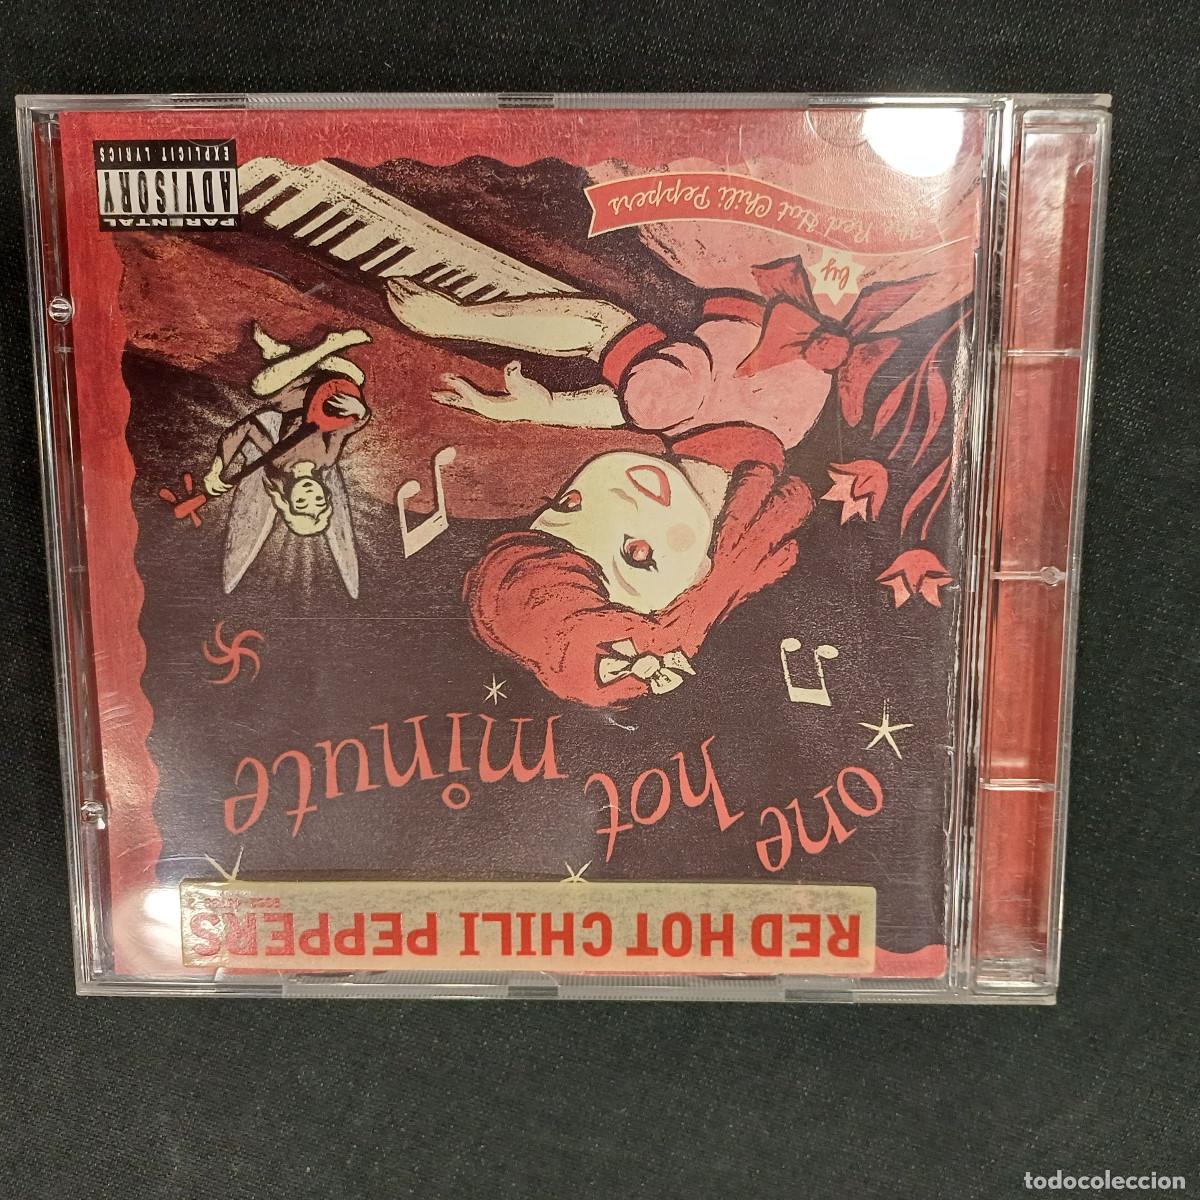 RED HOT CHILI PEPPERS
one hot
minute
by
The Red Hot Chili Peppers
PARENTAL
ADVISORY
EXPLICIT LYRICS
todocoleccion